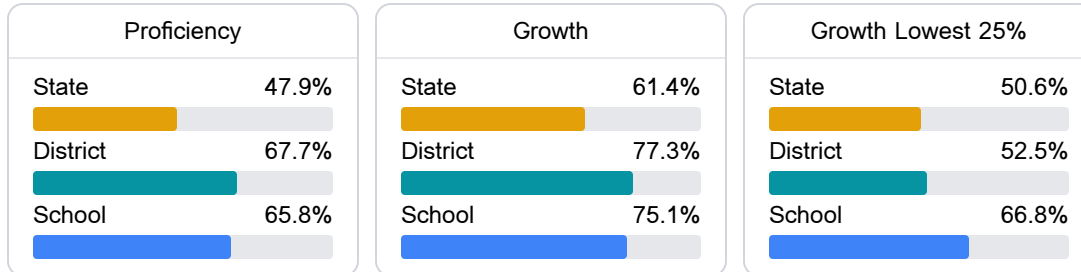 Proficiency
State 47.9%
District 67.7%
School 65.8%
Growth
State 61.4%
District 77.3%
School 75.1%
Growth Lowest 25%
State 50.6%
District 52.5%
School 66.8%